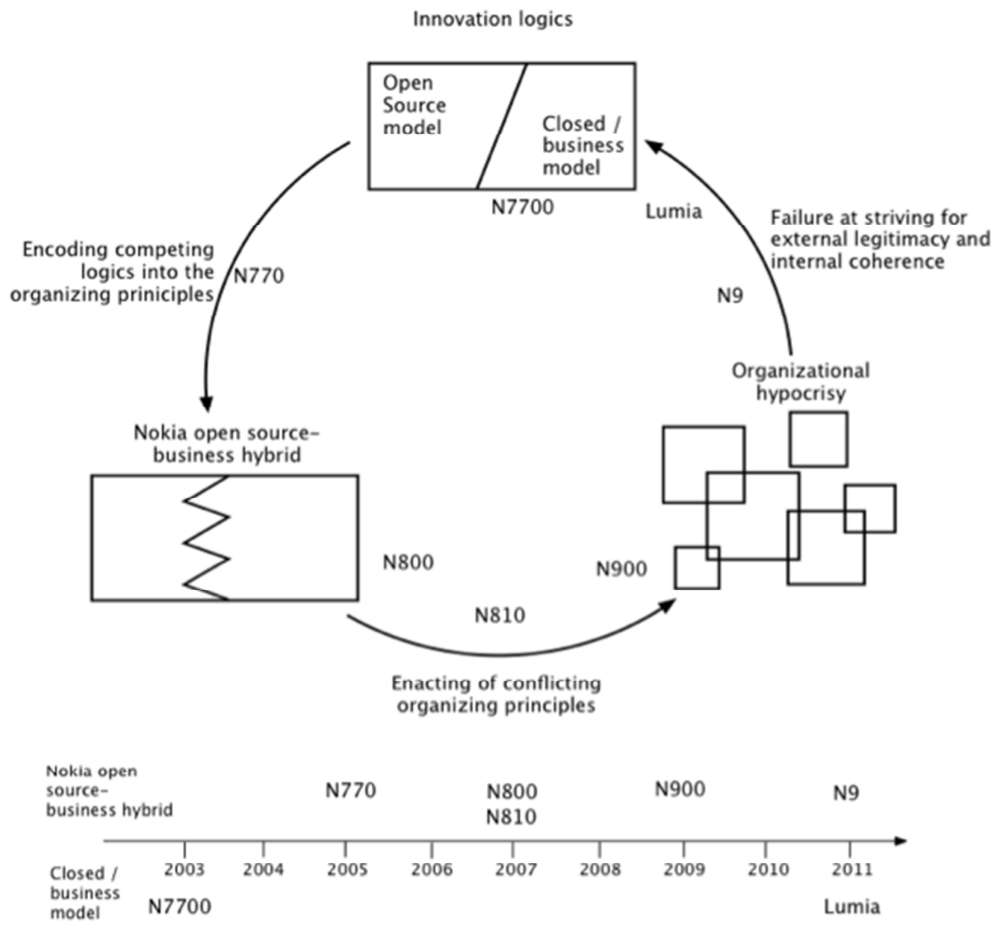 Innovation logics
Open
Source
model
Closed /
business
model
N7700
Lumia
Failure at striving for
external legitimacy and
internal coherence
Encoding competing
logics into the
organizing priniciples
N770
N9
Organizational
hypocrisy
Nokia open source-
business hybrid
N800
N900
N810
Enacting of conflicting
organizing principles
Nokia open
source-
business hybrid
N770
N800
N810
N900
N9
2003 2004 2005 2006 2007 2008 2009 2010 2011
Closed /
business
model
N7700
Lumia